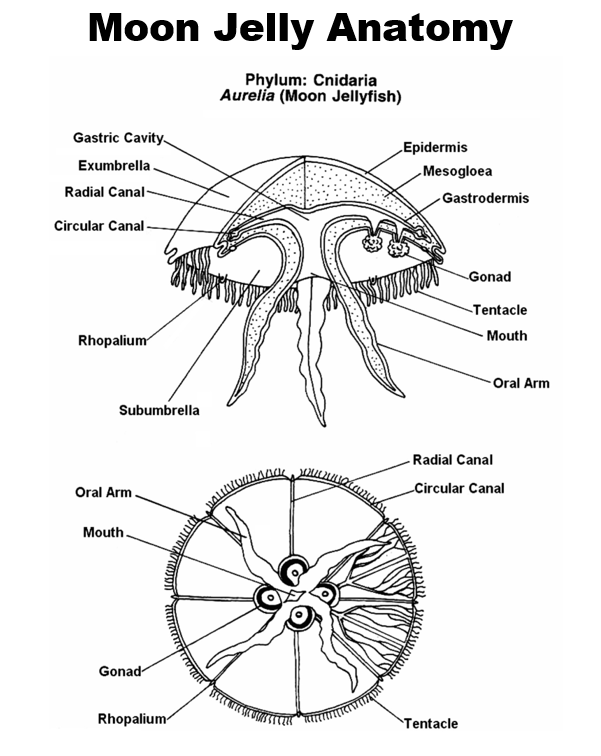 Moon Jelly Anatomy
Phylum: Cnidaria
Aurelia (Moon Jellyfish)
Gastric Cavity
Exumbrella
Radial Canal
Circular Canal
Rhopalium
Subumbrella
Epidermis
Mesogloea
Gastrodermis
Gonad
Tentacle
Mouth
Oral Arm
Oral Arm
Mouth
Gonad
Rhopalium
Radial Canal
Circular Canal
Tentacle